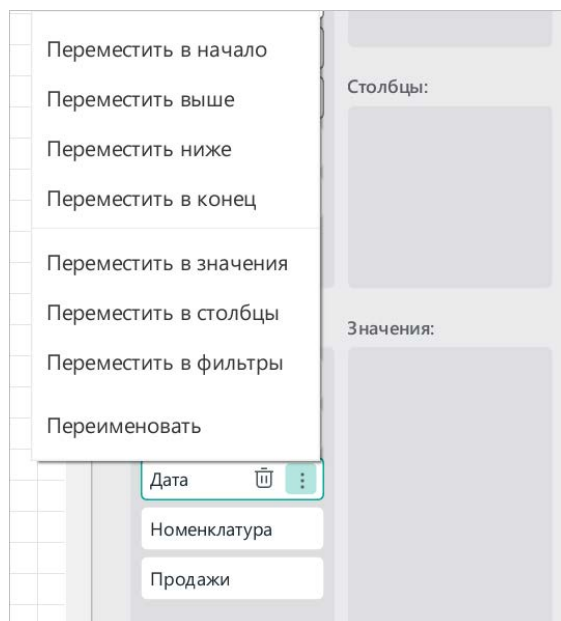 Переместить в начало
Переместить выше
Переместить ниже
Переместить в конец
Переместить в значения
Переместить в столбцы
Переместить в фильтры
Переименовать
Столбцы:
Значения:
Дата
Номенклатура
Продажи